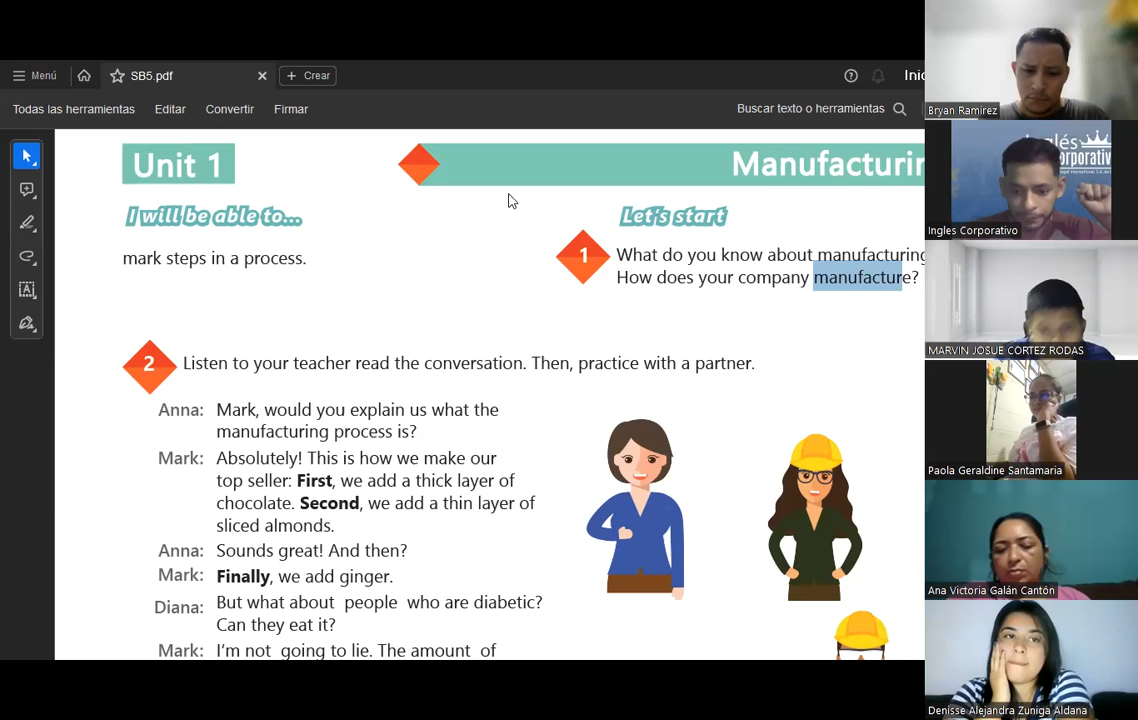 Menú
SB5.pdf
Crear
Inic
Todas las herramientas
Editar
Convertir
Firmar
Buscar texto o herramientas
Unit 1
Manufacturin
I will be able to...
mark steps in a process.
Let's start
1
What do you know about manufacturing
How does your company manufacture?
2
Listen to your teacher read the conversation. Then, practice with a partner.
Anna: Mark, would you explain us what the
manufacturing process is?
Mark: Absolutely! This is how we make our
top seller: First, we add a thick layer of
chocolate. Second, we add a thin layer of
sliced almonds.
Anna: Sounds great! And then?
Mark: Finally, we add ginger.
Diana: But what about people who are diabetic?
Can they eat it?
Mark: I'm not going to lie. The amount of
Bryan Ramirez
Inglés
Corporativ
Ingles Corporativo
MARVIN JOSUE CORTEZ RODAS
Paola Geraldine Santamaria
Ana Victoria Galán Cantón
Denisse Alejandra Zuniga Aldana